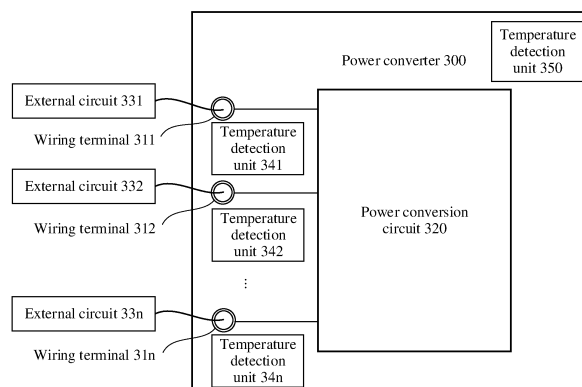 Power converter 300
Temperature
detection
unit 350
External circuit 331
Wiring terminal 311
Temperature
detection
unit 341
External circuit 332
Wiring terminal 312
Temperature
detection
unit 342
Power conversion
circuit 320
...
External circuit 33n
Wiring terminal 31n
Temperature
detection
unit 34n